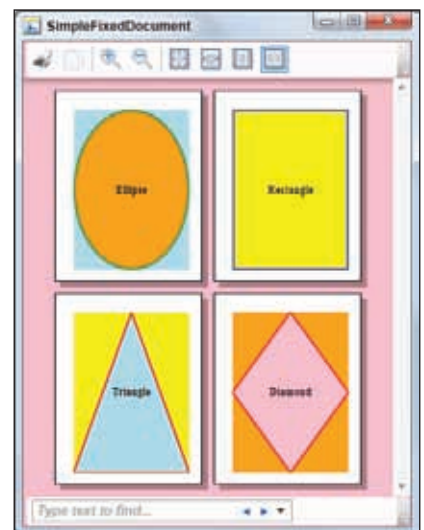 SimpleFixedDocument
Ellipse
Rectangle
Triangle
Diamond
Type text to find...